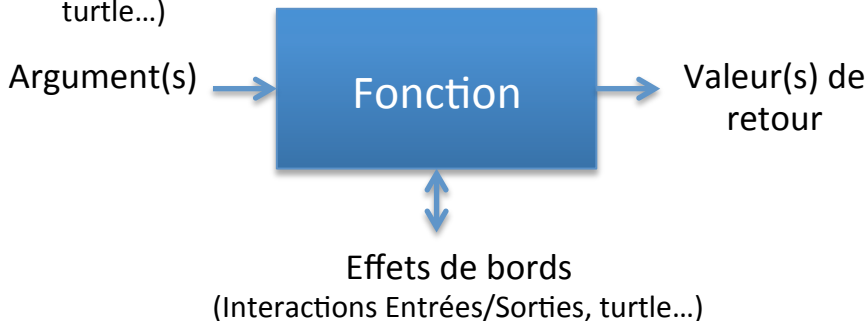 turtle…)
Argument(s)
Fonction
Valeur(s) de
retour
Effets de bords
(Interactions Entrées/Sorties, turtle…)